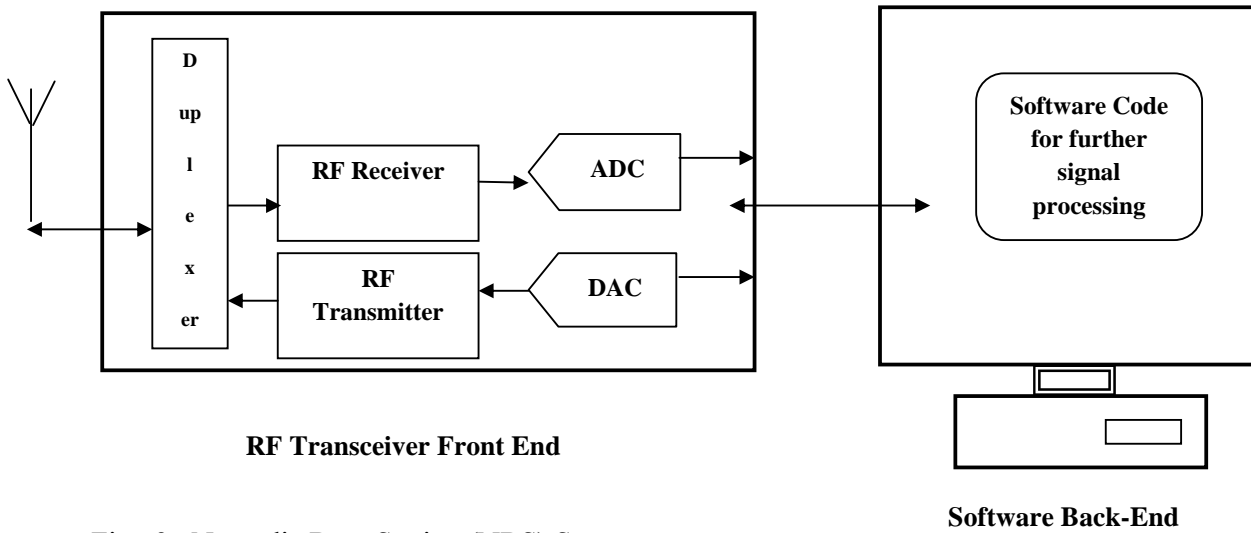 D
up
l
e
x
er
RF Receiver
ADC
RF
Transmitter
DAC
Software Code
for further
signal
processing
RF Transceiver Front End
Software Back-End